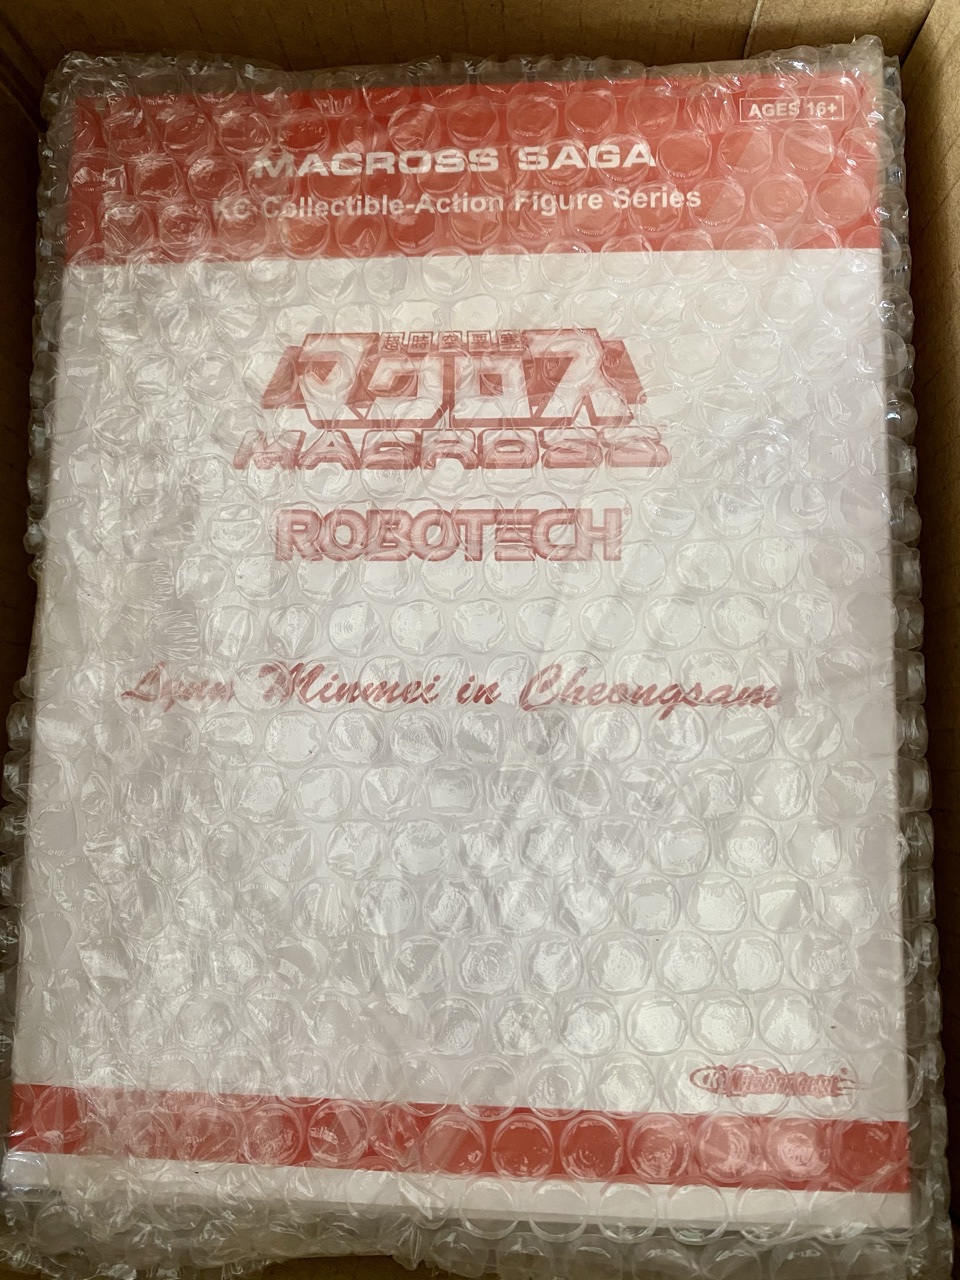 AGES 16+
MACROSS SAGA
KC Collectible-Action Figure Series
超時空要塞
マクロス
MACROSS
ROBOTECH
Lynn Minmei in Cheongsam